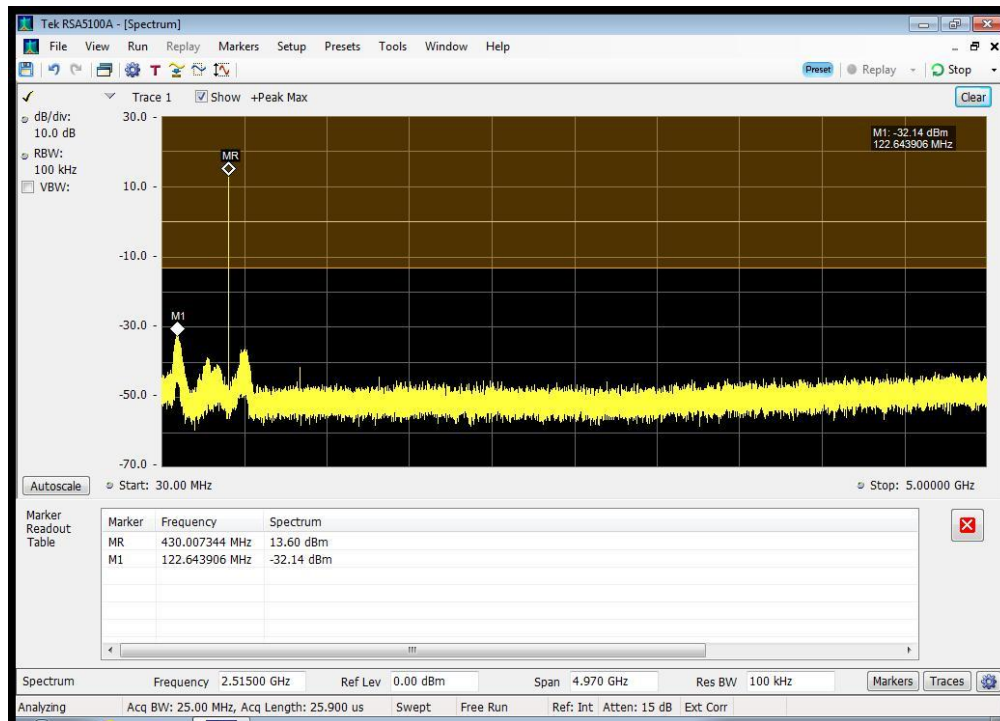 Tek RSA5100A - [Spectrum]
File View Run Replay Markers Setup Presets Tools Window Help
Preset Replay Stop
Trace 1 Show +Peak Max Clear
dB/div:
10.0 dB
RBW:
100 kHz
VBW:
30.0
10.0
-10.0
-30.0
-50.0
-70.0
M1: -32.14 dBm
122.643906 MHz
MR
M1
Autoscale Start: 30.00 MHz Stop: 5.00000 GHz
Marker
Readout
Table
Marker Frequency Spectrum
MR 430.007344 MHz 13.60 dBm
M1 122.643906 MHz -32.14 dBm
Spectrum Frequency 2.51500 GHz Ref Lev 0.00 dBm Span 4.970 GHz Res BW 100 kHz Markers Traces
Analyzing Acq BW: 25.00 MHz, Acq Length: 25.900 us Swept Free Run Ref: Int Atten: 15 dB Ext Corr